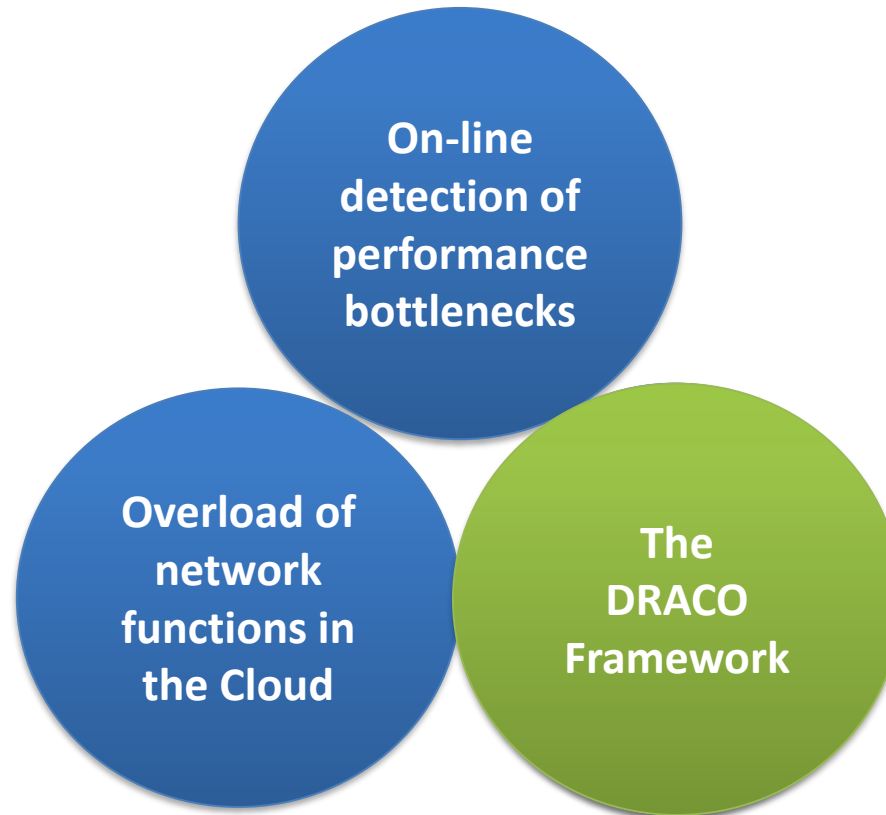 On-line
detection of
performance
bottlenecks
Overload of
network
functions in
the Cloud
The
DRACO
Framework